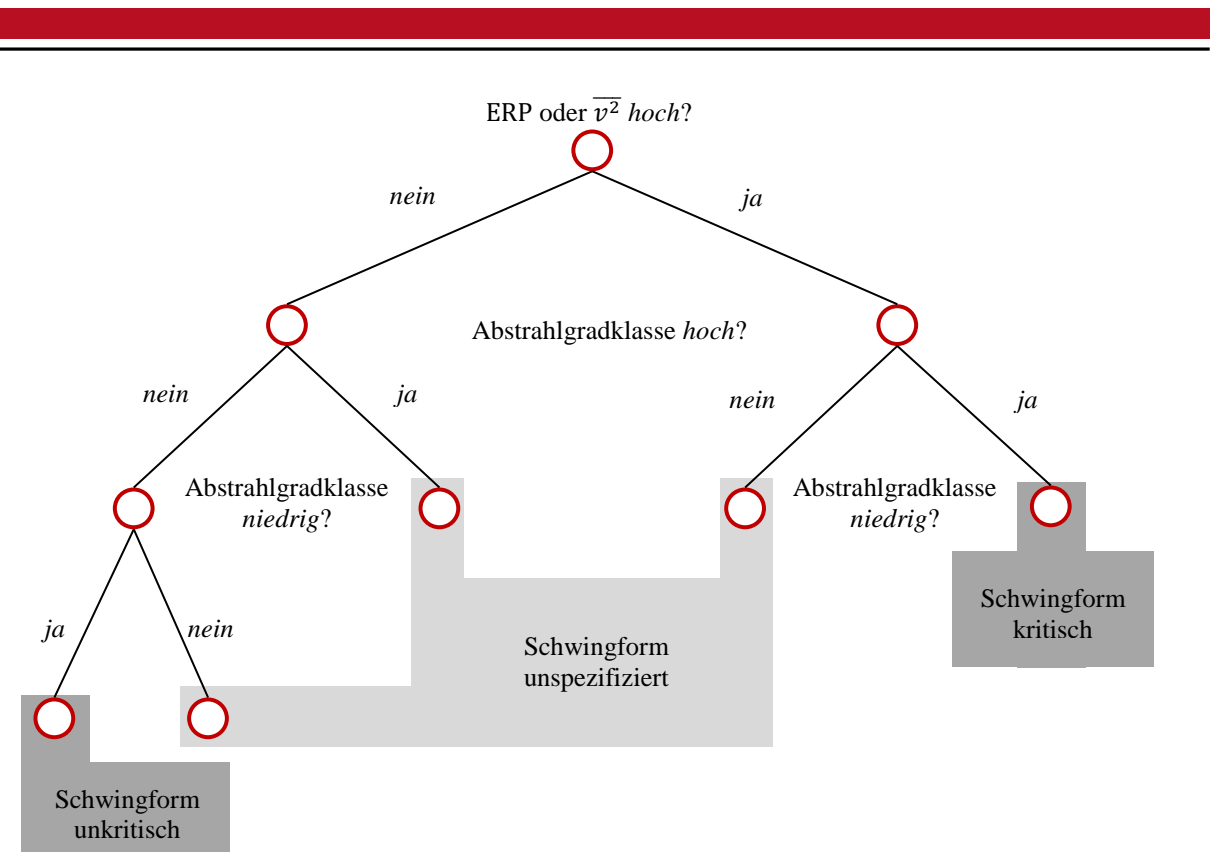 ERP oder v² hoch?
nein
ja
Abstrahlgradklasse hoch?
nein
ja
nein
ja
Abstrahlgradklasse
niedrig?
Abstrahlgradklasse
niedrig?
Schwingform
kritisch
ja
nein
Schwingform
unspezifiziert
Schwingform
unkritisch